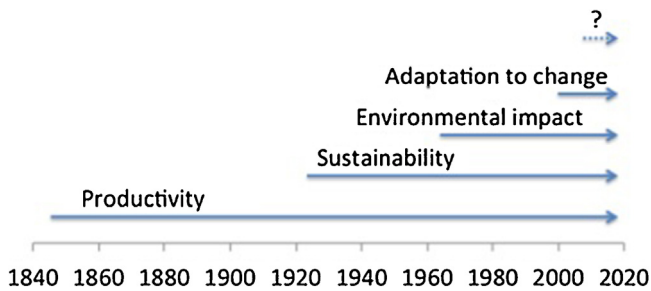 ?
Adaptation to change
Environmental impact
Sustainability
Productivity
1840 1860 1880 1900 1920 1940 1960 1980 2000 2020